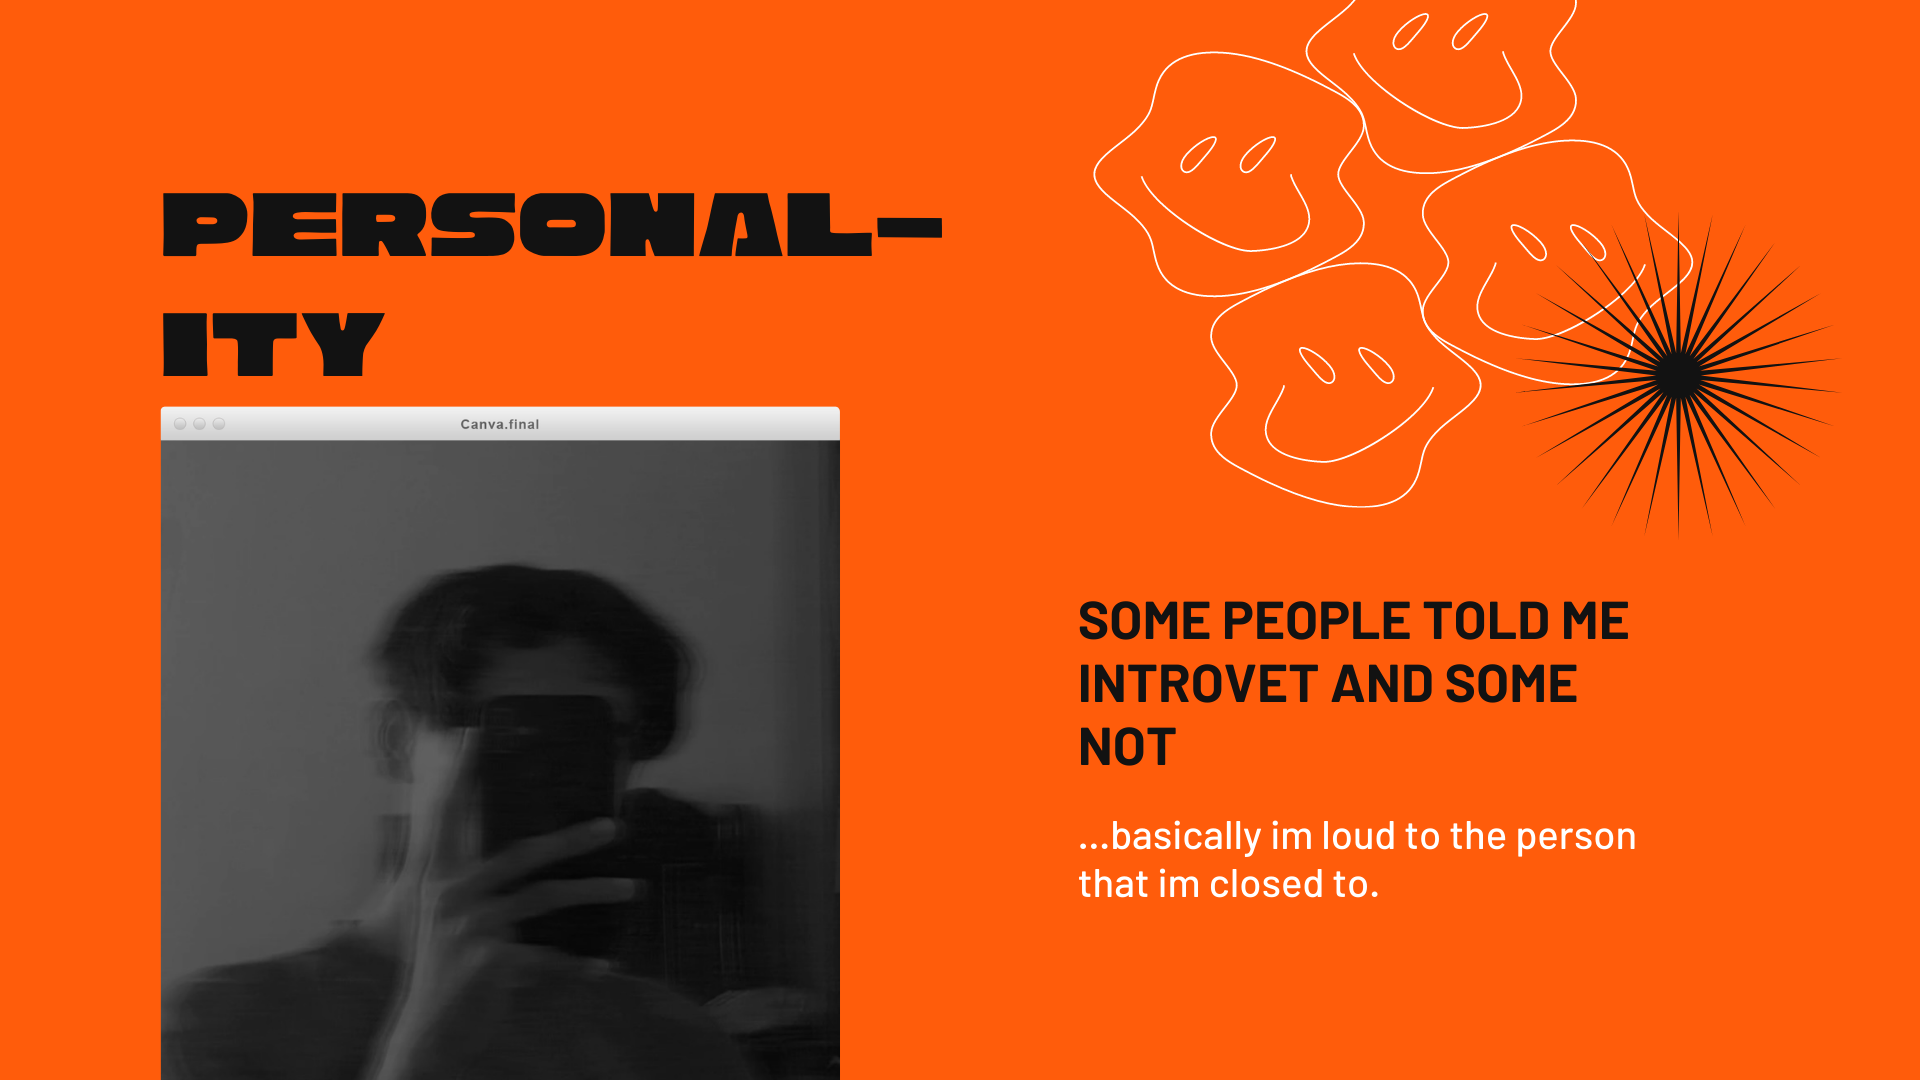 PERSONAL-
ITY
Canva.final
SOME PEOPLE TOLD ME
INTROVET AND SOME
NOT
...basically im loud to the person
that im closed to.